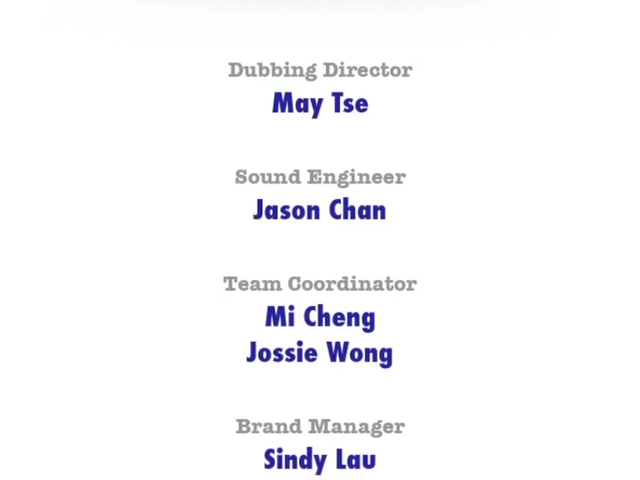 Dubbing Director
May Tse
Sound Engineer
Jason Chan
Team Coordinator
Mi Cheng
Jossie Wong
Brand Manager
Sindy Lau